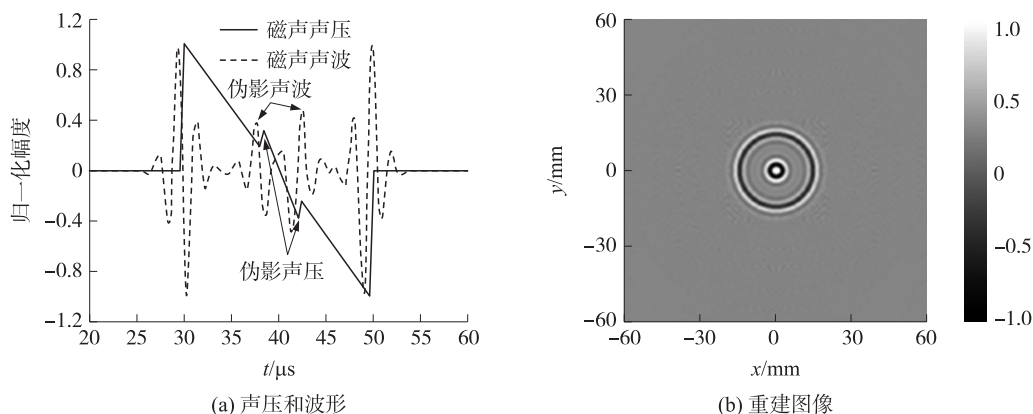 1.2
0.8
0.4
0
-0.4
-0.8
-1.2
归一化幅度
磁声声压
磁声声波
伪影声波
伪影声压
20 25 30 35 40 45 50 55 60
t/μs
(a) 声压和波形
60
30
0
-30
-60
y/mm
-60 -30 0 30 60
x/mm
1.0
0.5
0
-0.5
-1.0
(b) 重建图像